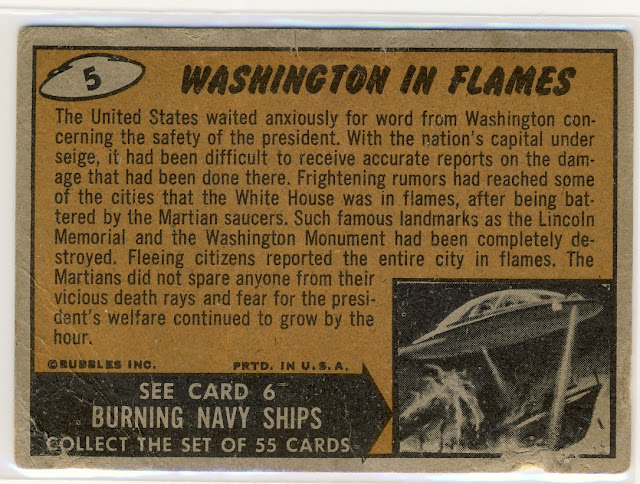 5
WASHINGTON IN FLAMES
The United States waited anxiously for word from Washington con-
cerning the safety of the president. With the nation's capital under
seige, it had been difficult to receive accurate reports on the dam-
age that had been done there. Frightening rumors had reached some
of the cities that the White House was in flames, after being bat-
tered by the Martian saucers. Such famous landmarks as the Lincoln
Memorial and the Washington Monument had been completely de-
stroyed. Fleeing citizens reported the entire city in flames. The
Martians did not spare anyone from their
vicious death rays and fear for the presi-
dent's welfare continued to grow by the
hour.
©BUBBLES INC. PRTD. IN U.S.A.
SEE CARD 6
BURNING NAVY SHIPS
COLLECT THE SET OF 55 CARDS